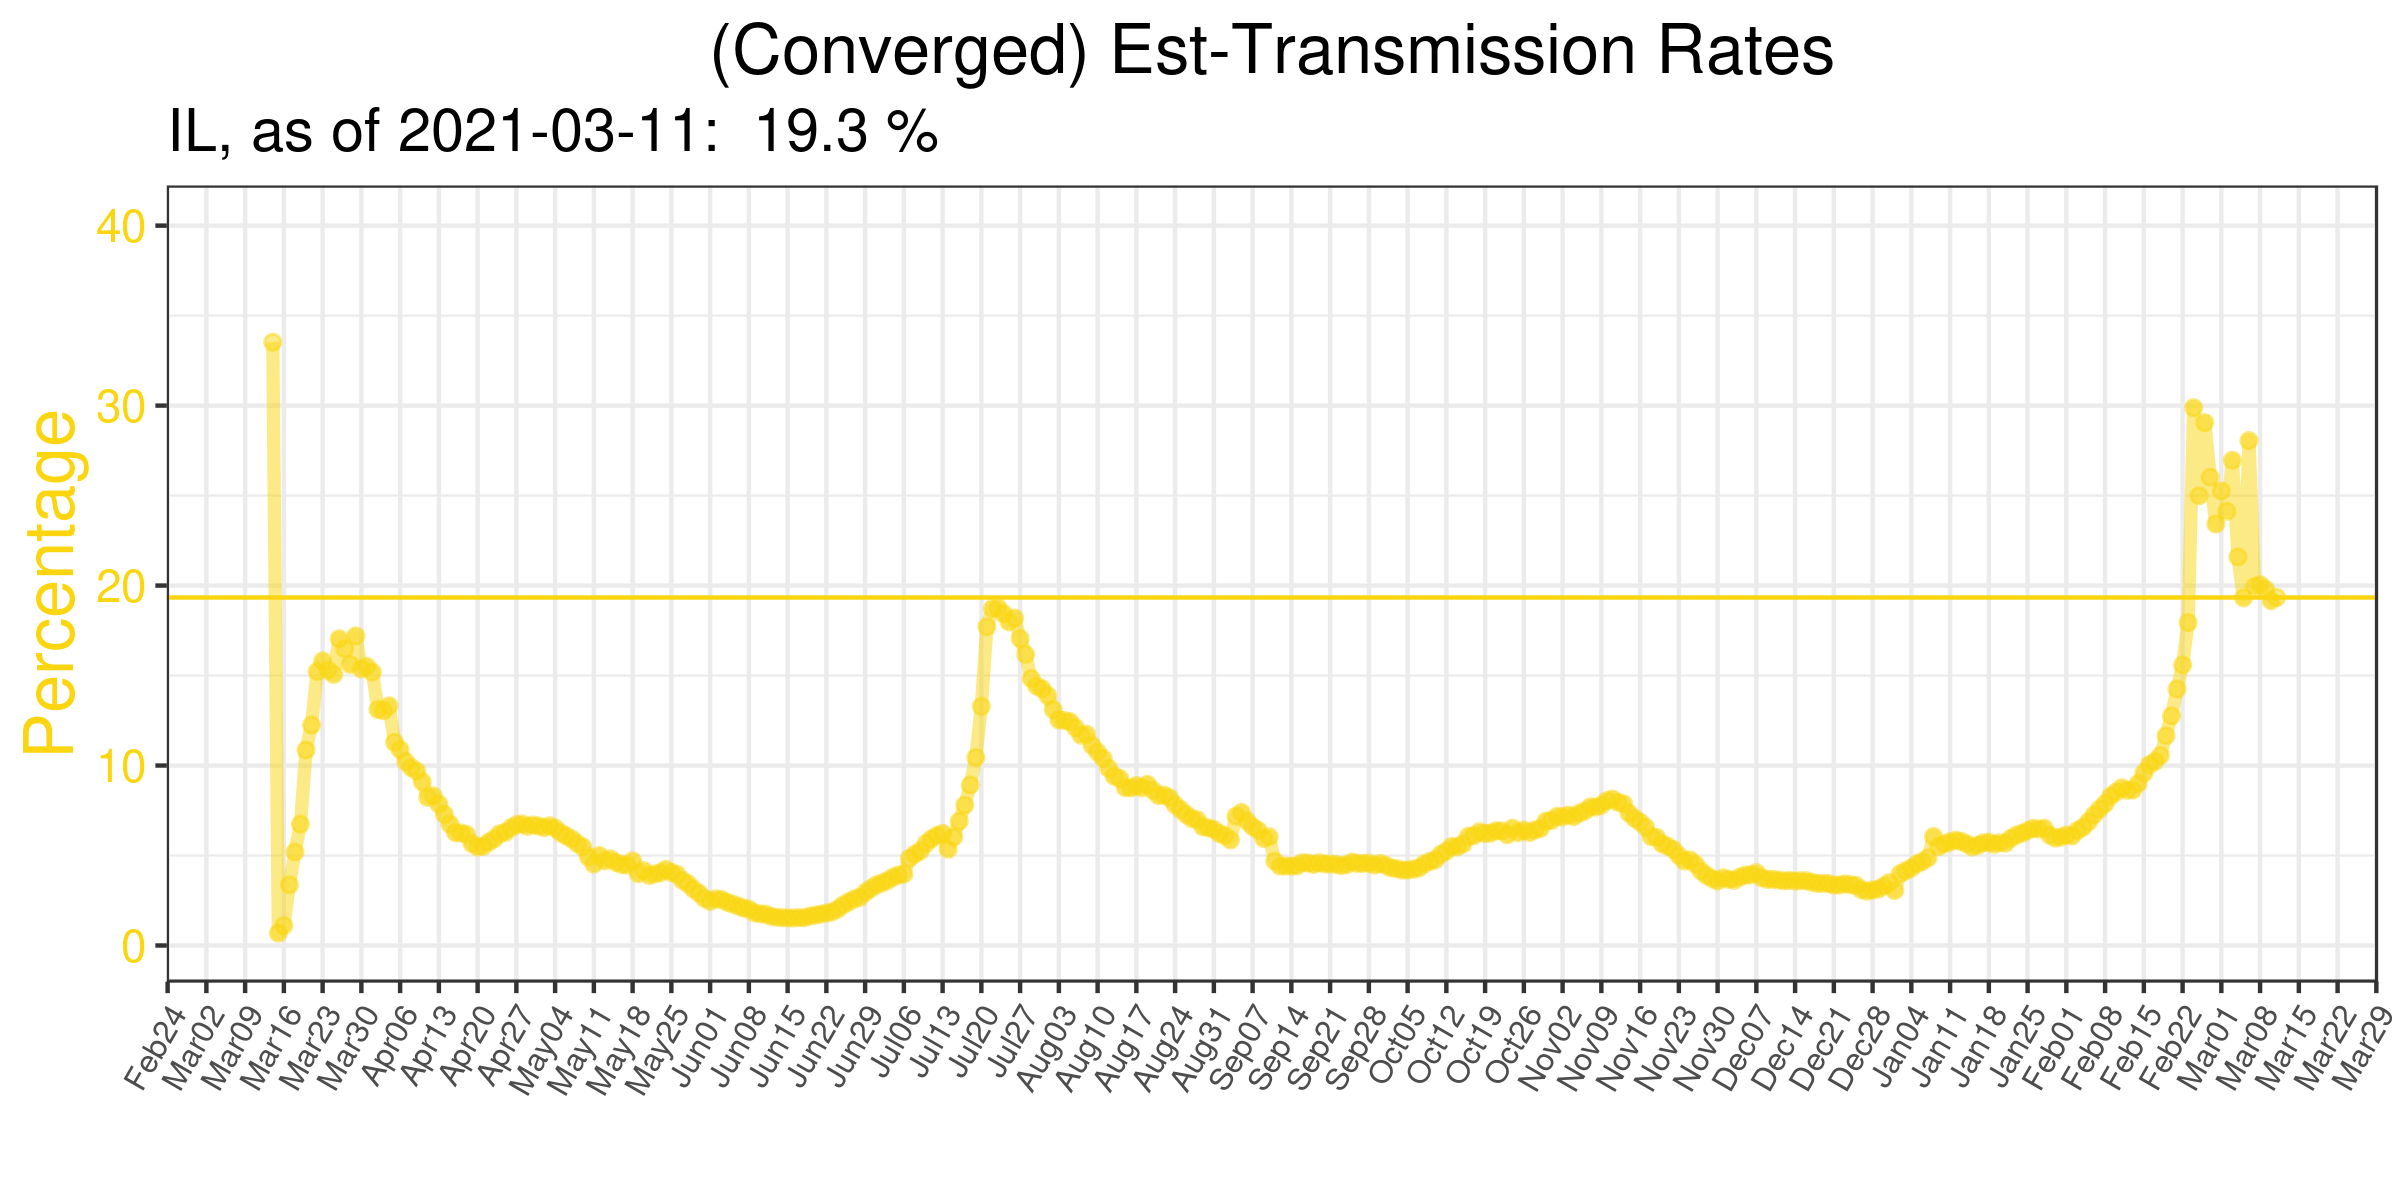 (Converged) Est-Transmission Rates
IL, as of 2021-03-11:  19.3 %
Percentage
40
30
20
10
0
Feb24
Mar02
Mar09
Mar16
Mar23
Mar30
Apr06
Apr13
Apr20
Apr27
May04
May11
May18
May25
Jun01
Jun08
Jun15
Jun22
Jun29
Jul06
Jul13
Jul20
Jul27
Aug03
Aug10
Aug17
Aug24
Aug31
Sep07
Sep14
Sep21
Sep28
Oct05
Oct12
Oct19
Oct26
Nov02
Nov09
Nov16
Nov23
Nov30
Dec07
Dec14
Dec21
Dec28
Jan04
Jan11
Jan18
Jan25
Feb01
Feb08
Feb15
Feb22
Mar01
Mar08
Mar15
Mar22
Mar29